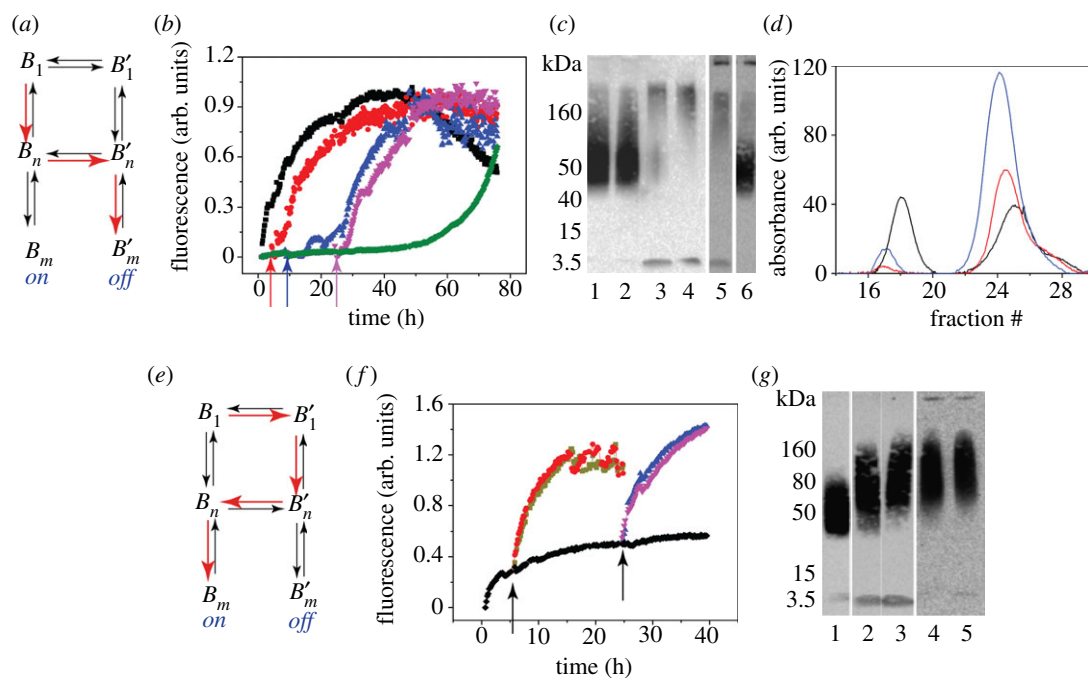 (a)
B1 B′1
Bn B′n
Bm B′m
on off
(b)
fluorescence (arb. units)
1.2
0.9
0.6
0.3
0
0 20 40 60 80
time (h)
(c)
kDa
160
50
40
15
3.5
1 2 3 4 5 6
(d)
absorbance (arb. units)
120
80
40
0
16 20 24 28
fraction #
(e)
B1 B′1
Bn B′n
Bm B′m
on off
(f)
fluorescence (arb. units)
1.6
1.2
0.8
0.4
0
0 10 20 30 40
time (h)
(g)
kDa
160
80
50
15
3.5
1 2 3 4 5